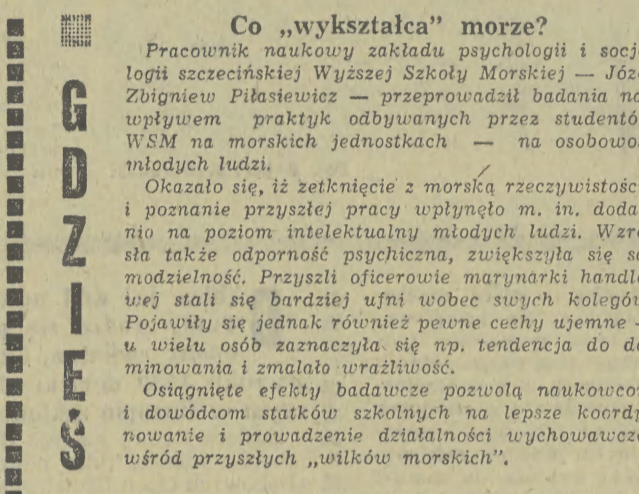 GDZIEŚ
Co „wykształca” morze?
Pracownik naukowy zakładu psychologii i socj
logii szczecińskiej Wyższej Szkoły Morskiej — Józ
Zbigniew Piłasiewicz — przeprowadził badania na
wpływem praktyk odbywanych przez studentó
WSM na morskich jednostkach — na osobowo
młodych ludzi.
Okazało się, iż zetknięcie z morską rzeczywistośc
i poznanie przyszłej pracy wpłynęło m. in. doda
nio na poziom intelektualny młodych ludzi. Wzro
sła także odporność psychiczna, zwiększyła się sa
modzielność. Przyszli oficerowie marynarki handlo
wej stali się bardziej ufni wobec swych kolegów
Pojawiły się jednak również pewne cechy ujemne —
u wielu osób zaznaczyła się np. tendencja do do
minowania i zmalało wrażliwość.
Osiągnięte efekty badawcze pozwolą naukowco
i dowódcom statków szkolnych na lepsze koordy
nowanie i prowadzenie działalności wychowawcze
wśród przyszłych „wilków morskich”.